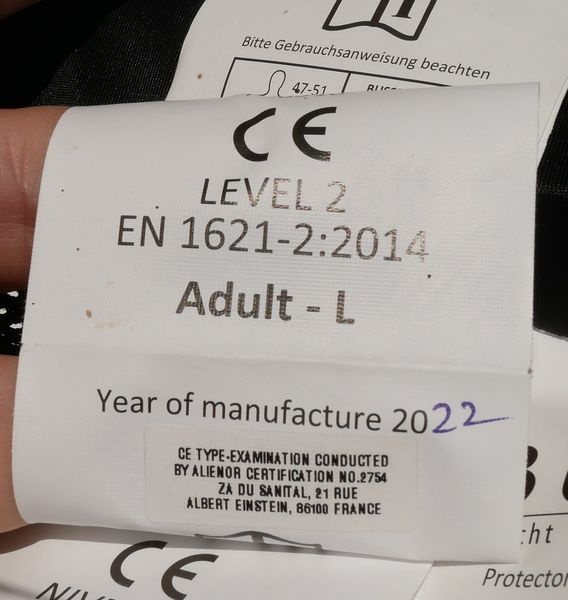 Bitte Gebrauchsanweisung beachten
47-51
CE
LEVEL 2
EN 1621-2:2014
Adult - L
Year of manufacture 2022
CE TYPE-EXAMINATION CONDUCTED
BY ALIENOR CERTIFICATION NO.2754
ZA DU SANITAL, 21 RUE
ALBERT EINSTEIN, 86100 FRANCE
CE
Protector